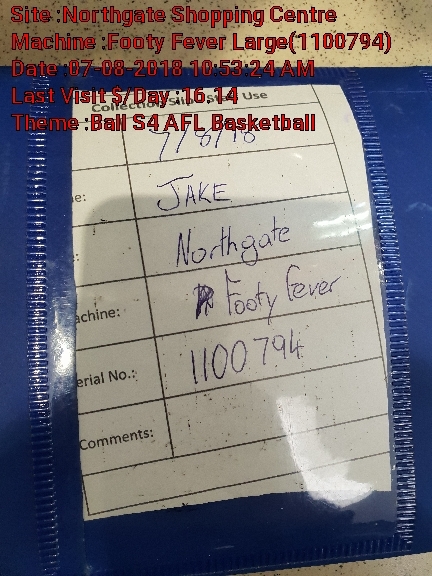 Site :Northgate Shopping Centre
Machine :Footy Fever Large(1100794)
Date :07-08-2018 10:53:24 AM
Last Visit $/Day :16.14
Collection Slip Use
Theme :Ball S4 AFL Basketball
7/8/18
e: JAKE
: Northgate
achine: Footy Fever
erial No.: 1100794
Comments: